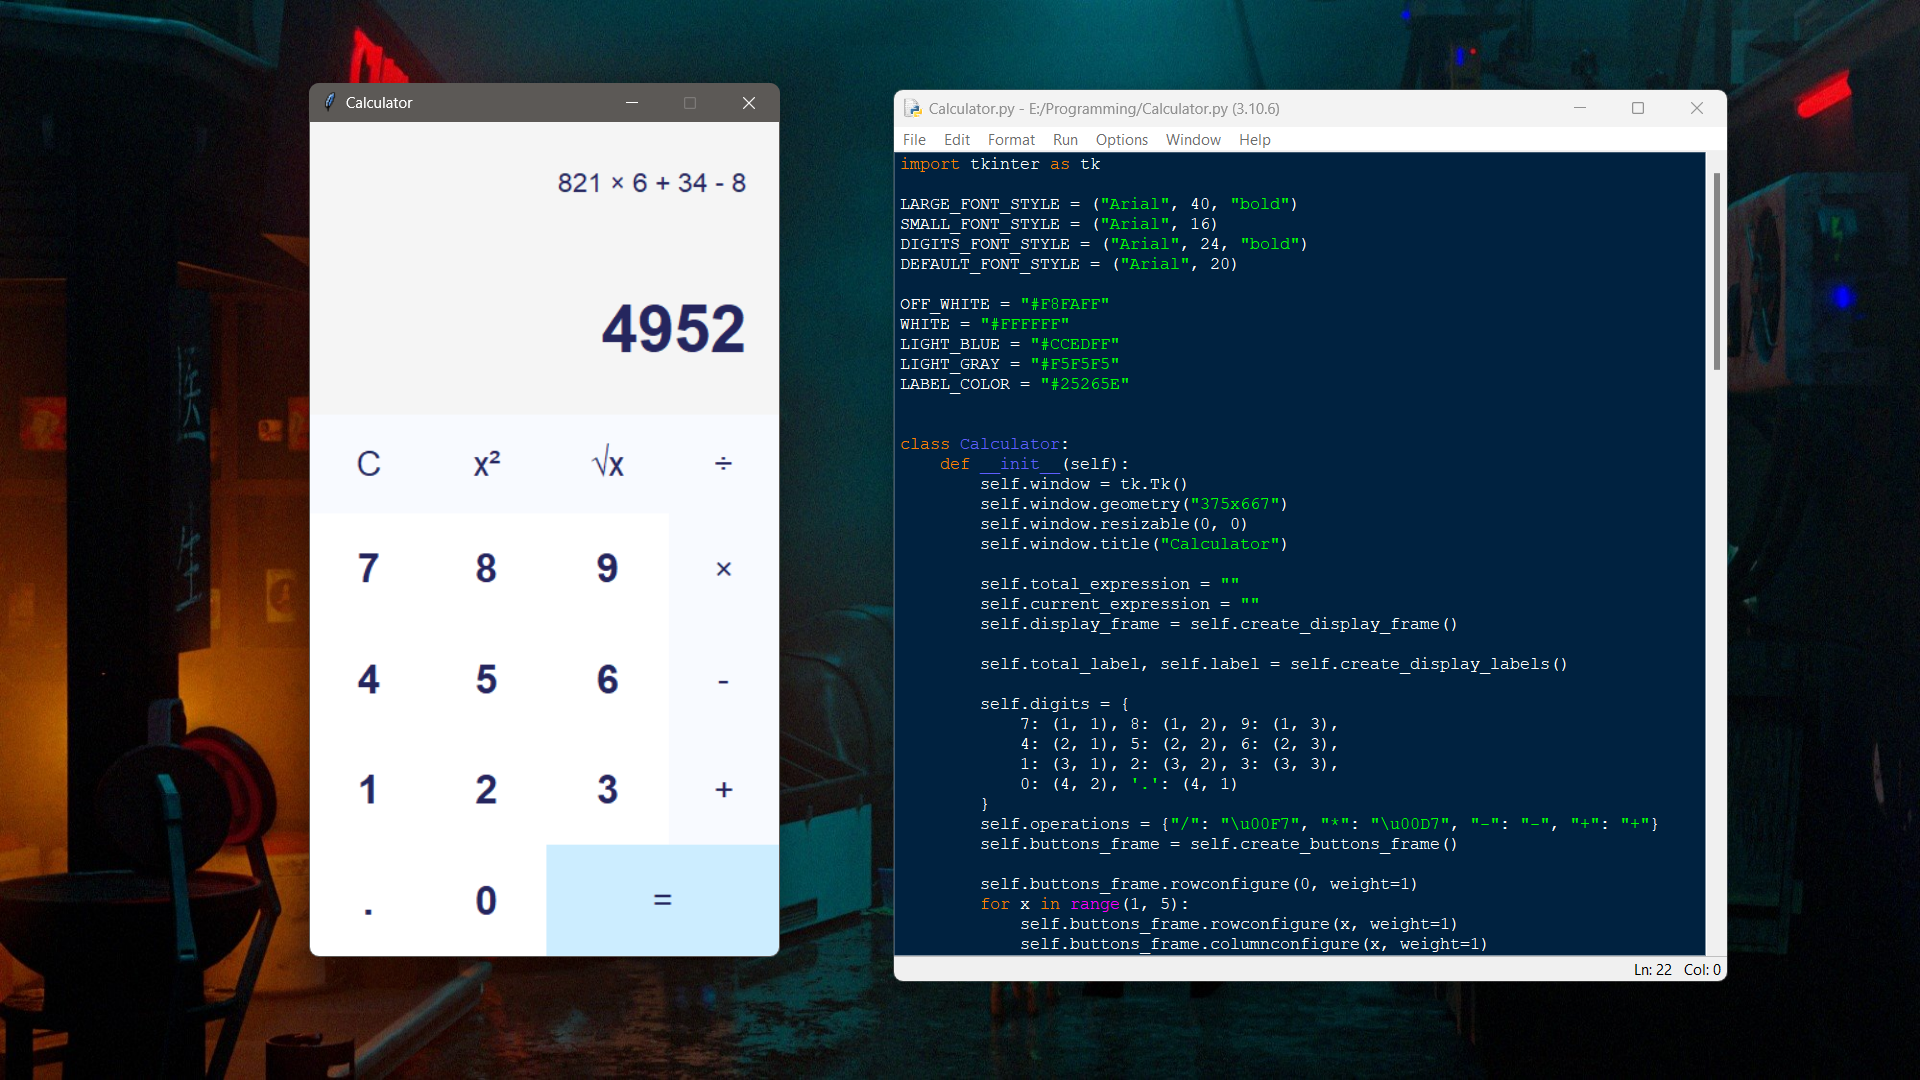 Calculator
821 × 6 + 34 - 8
4952
C x² √x ÷
7 8 9 ×
4 5 6 -
1 2 3 +
. 0 =
Calculator.py - E:/Programming/Calculator.py (3.10.6)
File Edit Format Run Options Window Help
import tkinter as tk
LARGE_FONT_STYLE = ("Arial", 40, "bold")
SMALL_FONT_STYLE = ("Arial", 16)
DIGITS_FONT_STYLE = ("Arial", 24, "bold")
DEFAULT_FONT_STYLE = ("Arial", 20)
OFF_WHITE = "#F8FAFF"
WHITE = "#FFFFFF"
LIGHT_BLUE = "#CCEDFF"
LIGHT_GRAY = "#F5F5F5"
LABEL_COLOR = "#25265E"
class Calculator:
    def __init__(self):
        self.window = tk.Tk()
        self.window.geometry("375x667")
        self.window.resizable(0, 0)
        self.window.title("Calculator")
        self.total_expression = ""
        self.current_expression = ""
        self.display_frame = self.create_display_frame()
        self.total_label, self.label = self.create_display_labels()
        self.digits = {
            7: (1, 1), 8: (1, 2), 9: (1, 3),
            4: (2, 1), 5: (2, 2), 6: (2, 3),
            1: (3, 1), 2: (3, 2), 3: (3, 3),
            0: (4, 2), '.': (4, 1)
        }
        self.operations = {"/": "\u00F7", "*": "\u00D7", "-": "-", "+": "+"}
        self.buttons_frame = self.create_buttons_frame()
        self.buttons_frame.rowconfigure(0, weight=1)
        for x in range(1, 5):
            self.buttons_frame.rowconfigure(x, weight=1)
            self.buttons_frame.columnconfigure(x, weight=1)
Ln: 22 Col: 0